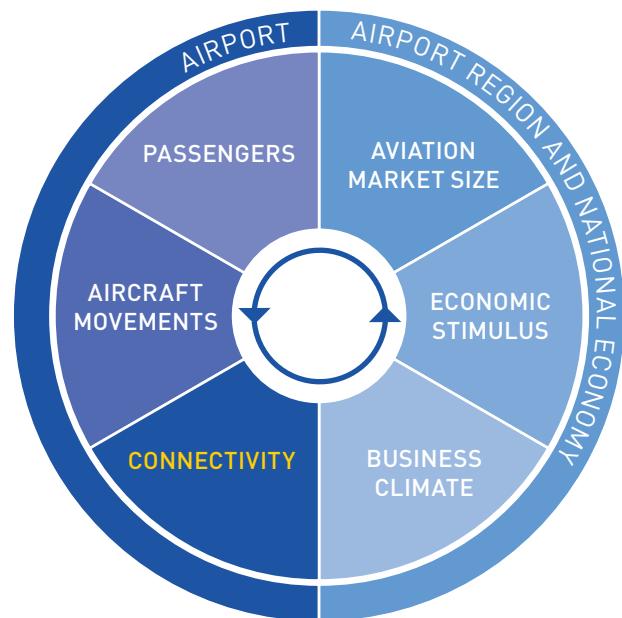 AIRPORT
AIRPORT REGION AND NATIONAL ECONOMY
PASSENGERS
AVIATION
MARKET SIZE
AIRCRAFT
MOVEMENTS
ECONOMIC
STIMULUS
CONNECTIVITY
BUSINESS
CLIMATE